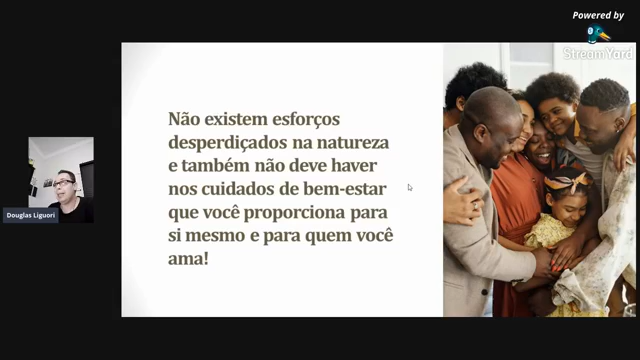 Powered by
StreamYard
Não existem esforços
desperdiçados na natureza
e também não deve haver
nos cuidados de bem-estar
que você proporciona para
si mesmo e para quem você
ama!
Douglas Liguori